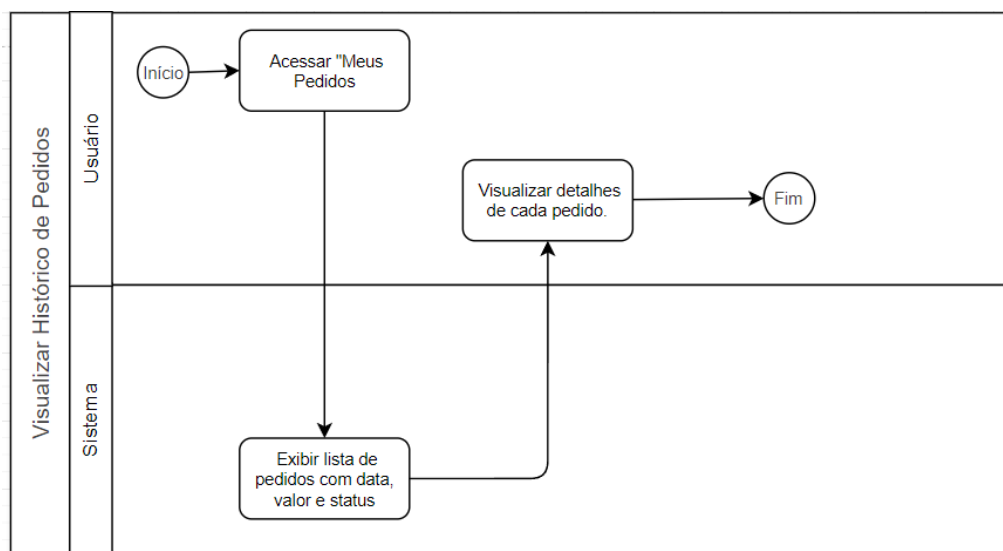 Visualizar Histórico de Pedidos
Usuário
Início
Acessar "Meus
Pedidos
Visualizar detalhes
de cada pedido.
Fim
Sistema
Exibir lista de
pedidos com data,
valor e status